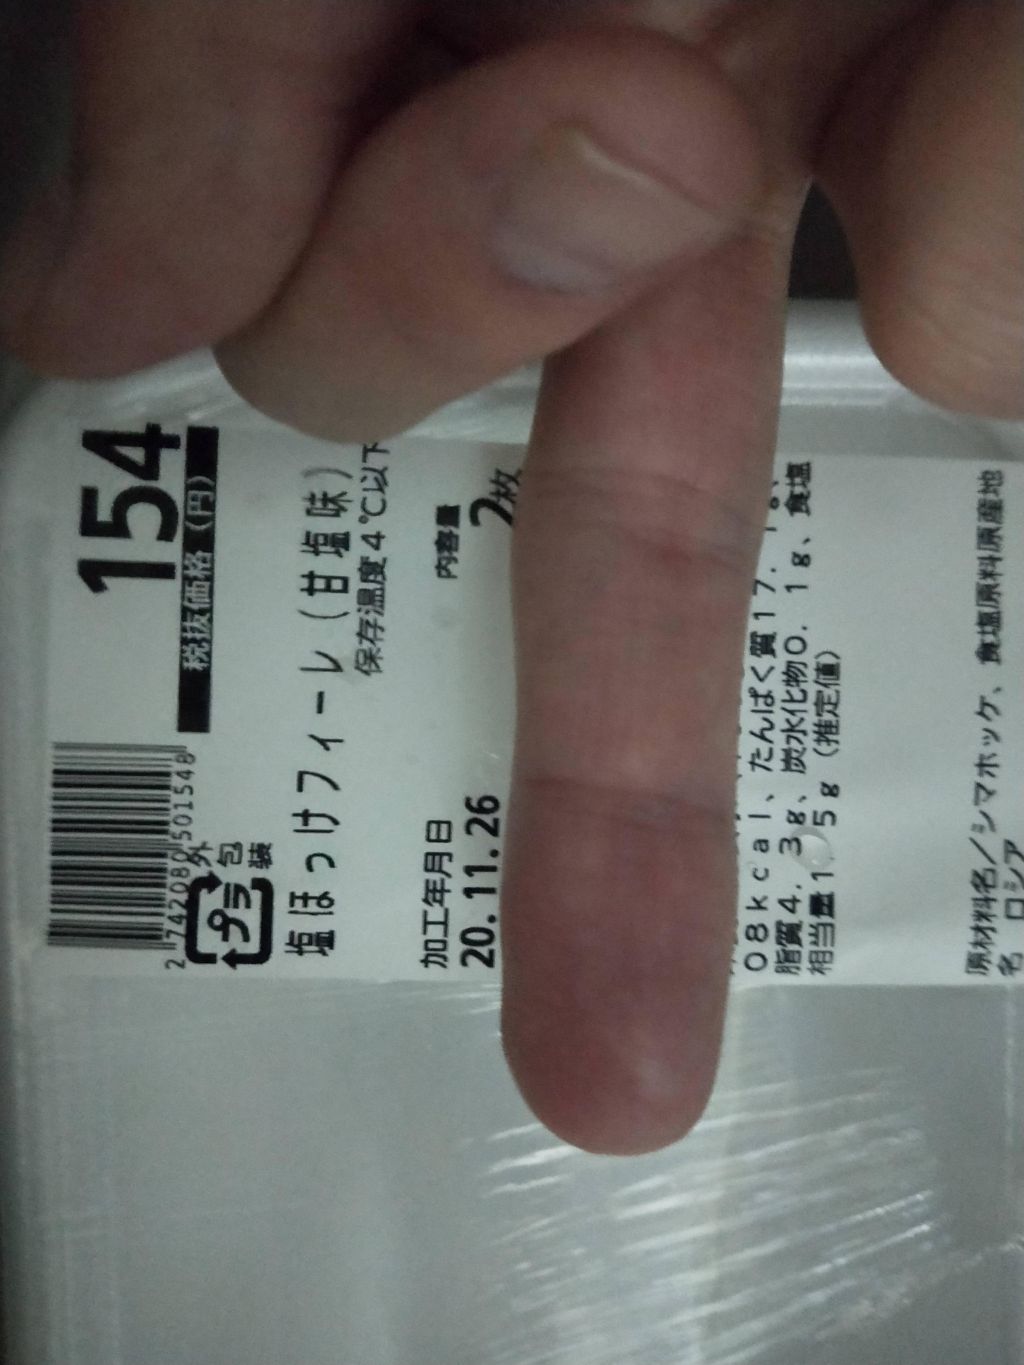 154
税抜価格(円)
2 742080 501548
プラ
外
包
装
塩ほっけフィーレ(甘塩味)
保存温度4℃以下
内容量
2枚
加工年月日
20.11.26
08kcal、たんぱく質17.
脂質4.3g、炭水化物0.1g、食塩
相当量1.5g(推定値)
原材料名/シマホッケ、食塩原料原産地
名 ロシア